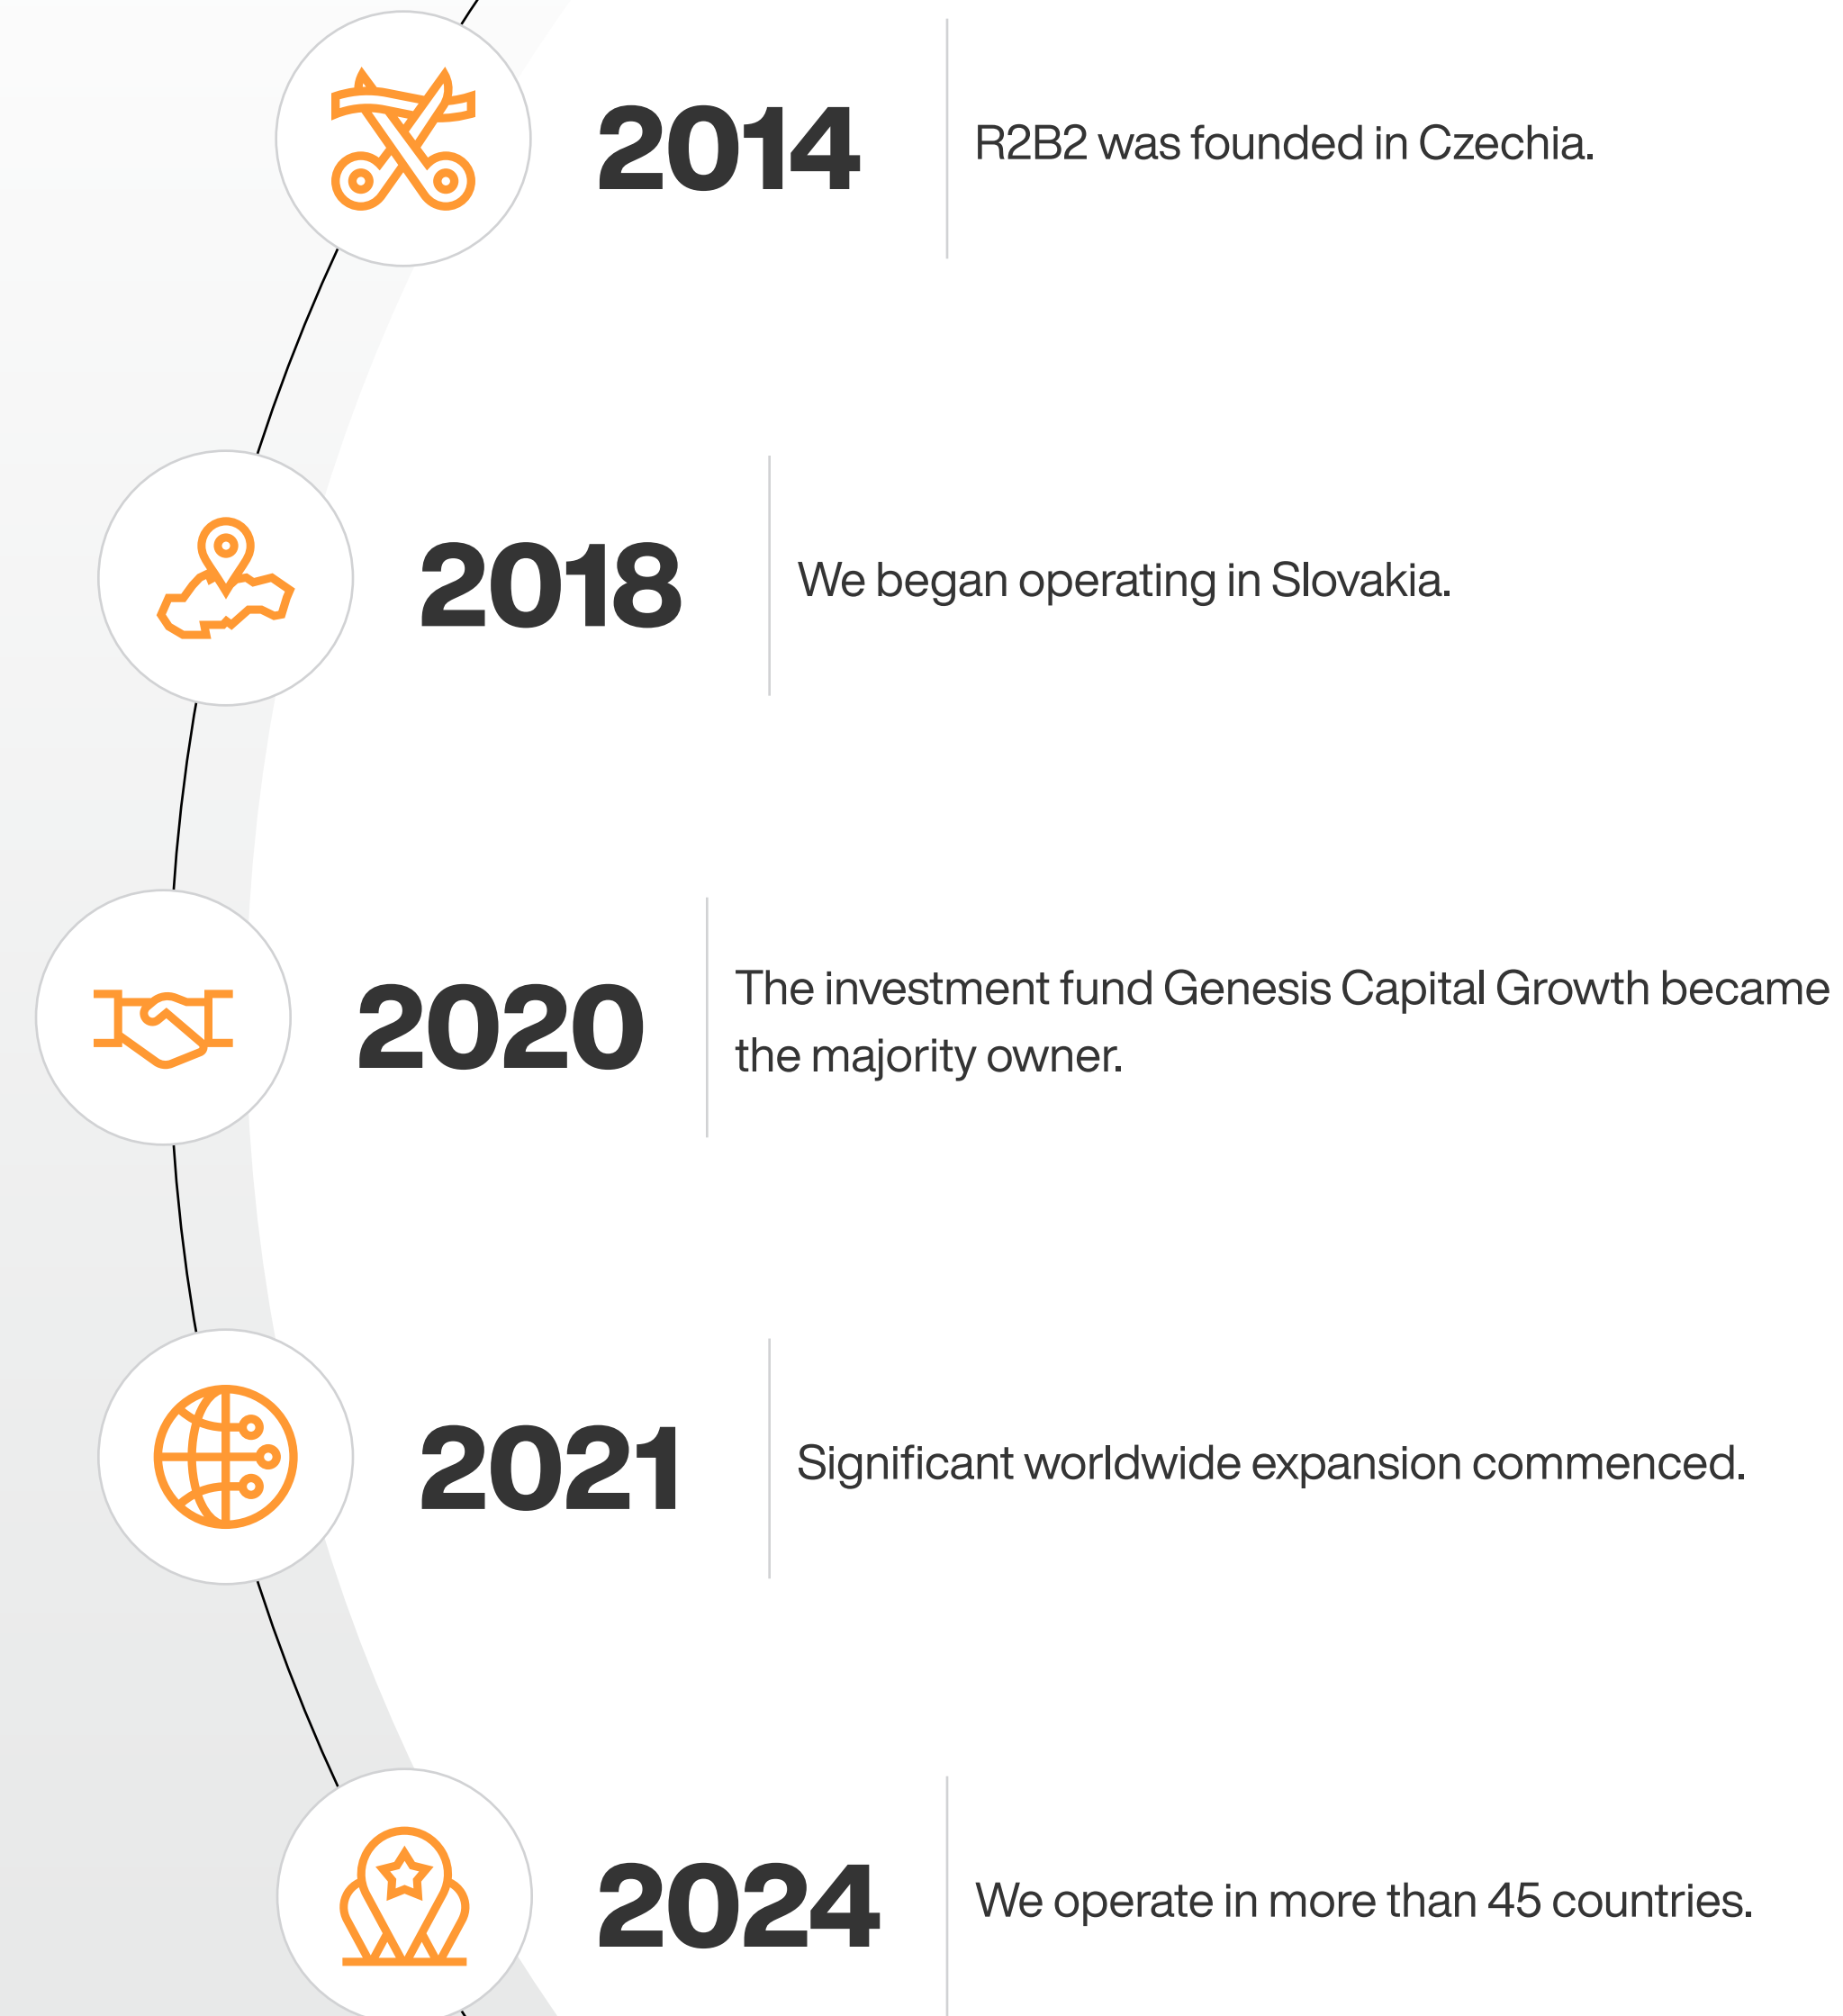 2014
R2B2 was founded in Czechia.
2018
We began operating in Slovakia.
2020
The investment fund Genesis Capital Growth became
the majority owner.
2021
Significant worldwide expansion commenced.
2024
We operate in more than 45 countries.